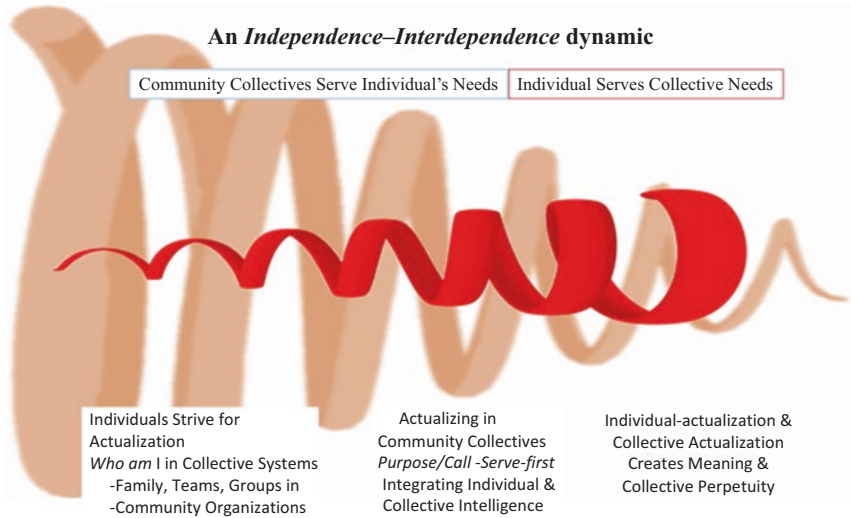 An Independence–Interdependence dynamic
Community Collectives Serve Individual's Needs
Individual Serves Collective Needs
Individuals Strive for
Actualization
Who am I in Collective Systems
-Family, Teams, Groups in
-Community Organizations
Actualizing in
Community Collectives
Purpose/Call -Serve-first
Integrating Individual &
Collective Intelligence
Individual-actualization &
Collective Actualization
Creates Meaning &
Collective Perpetuity